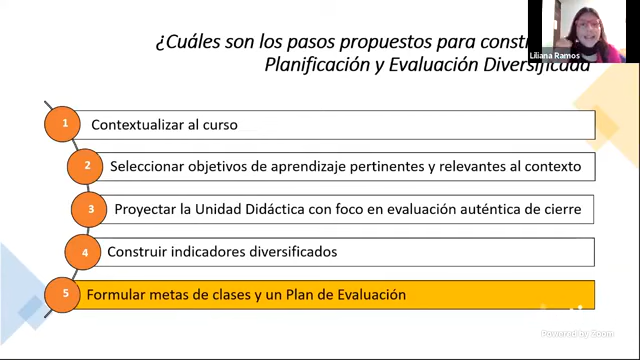 ¿Cuáles son los pasos propuestos para
Planificación y Evaluación Diversificada
Liliana Ramos
1 Contextualizar al curso
2 Seleccionar objetivos de aprendizaje pertinentes y relevantes al contexto
3 Proyectar la Unidad Didáctica con foco en evaluación auténtica de cierre
4 Construir indicadores diversificados
5 Formular metas de clases y un Plan de Evaluación
Powered by Zoom